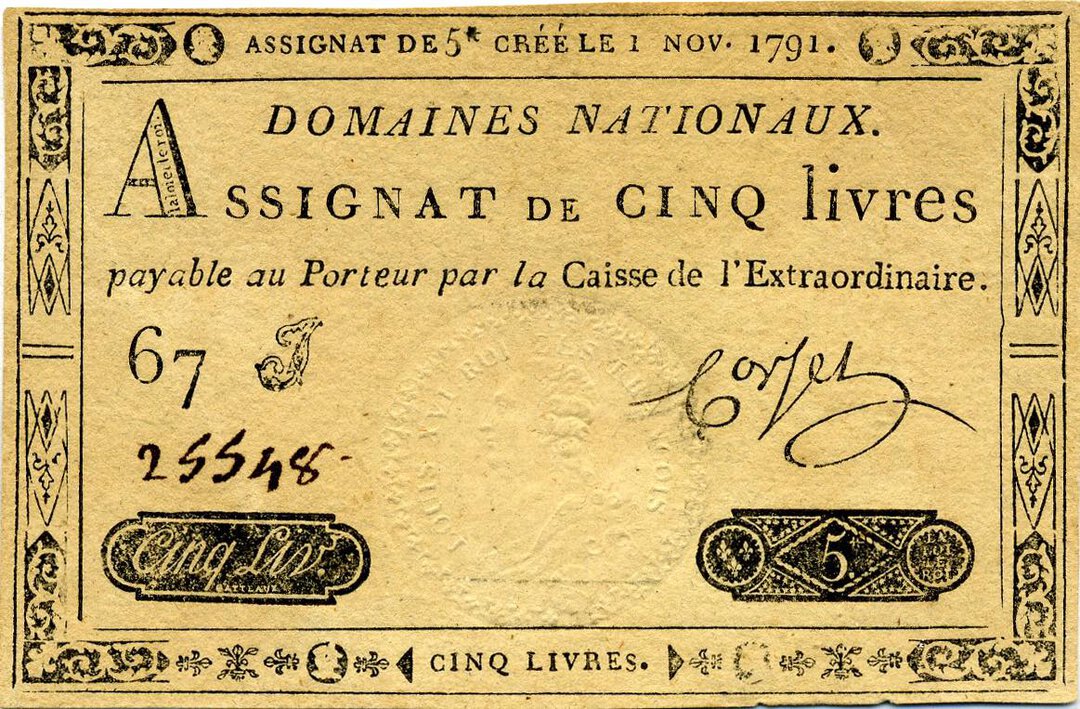 ASSIGNAT DE 5# CRÉÉ LE 1 NOV. 1791.
DOMAINES NATIONAUX.
ASSIGNAT DE CINQ livres
payable au Porteur par la Caisse de l'Extraordinaire.
67 J
Corsel
25548
Cinq Liv.
GATTEAUX
5
CINQ LIVRES.